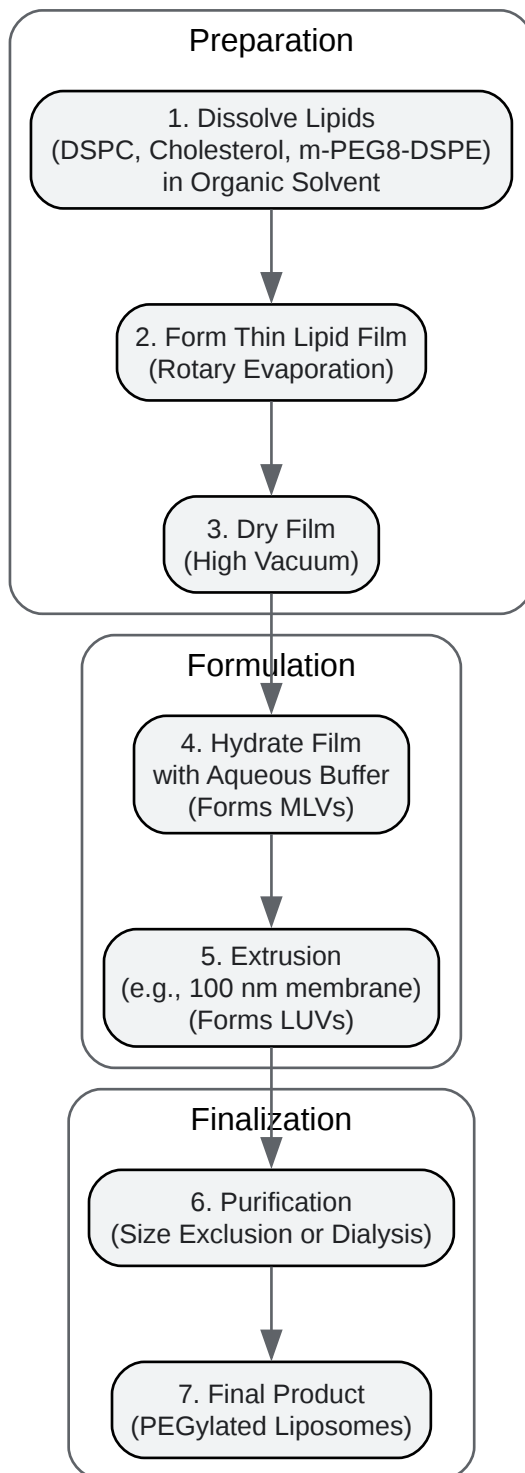 Preparation
1. Dissolve Lipids
(DSPC, Cholesterol, m-PEG8-DSPE)
in Organic Solvent
2. Form Thin Lipid Film
(Rotary Evaporation)
3. Dry Film
(High Vacuum)
Formulation
4. Hydrate Film
with Aqueous Buffer
(Forms MLVs)
5. Extrusion
(e.g., 100 nm membrane)
(Forms LUVs)
Finalization
6. Purification
(Size Exclusion or Dialysis)
7. Final Product
(PEGylated Liposomes)